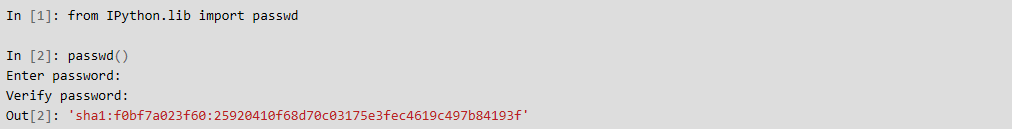 In [1]: from IPython.lib import passwd
In [2]: passwd()
Enter password:
Verify password:
Out[2]: 'sha1:f0bf7a023f60:25920410f68d70c03175e3fec4619c497b84193f'